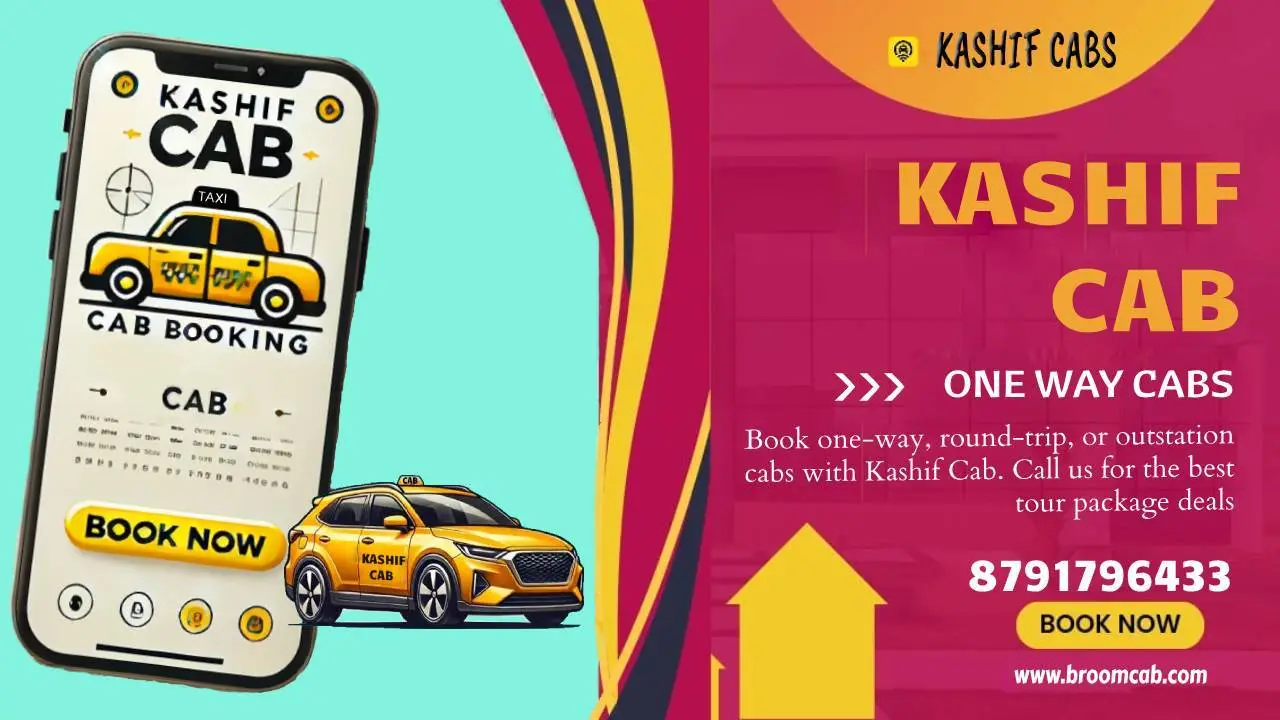 KASHIF
CAB
TAXI
CAB BOOKING
CAB
BOOK NOW
CAB
KASHIF
CAB
KASHIF CABS
KASHIF
CAB
ONE WAY CABS
Book one-way, round-trip, or outstation
cabs with Kashif Cab. Call us for the best
tour package deals
8791796433
BOOK NOW
www.broomcab.com